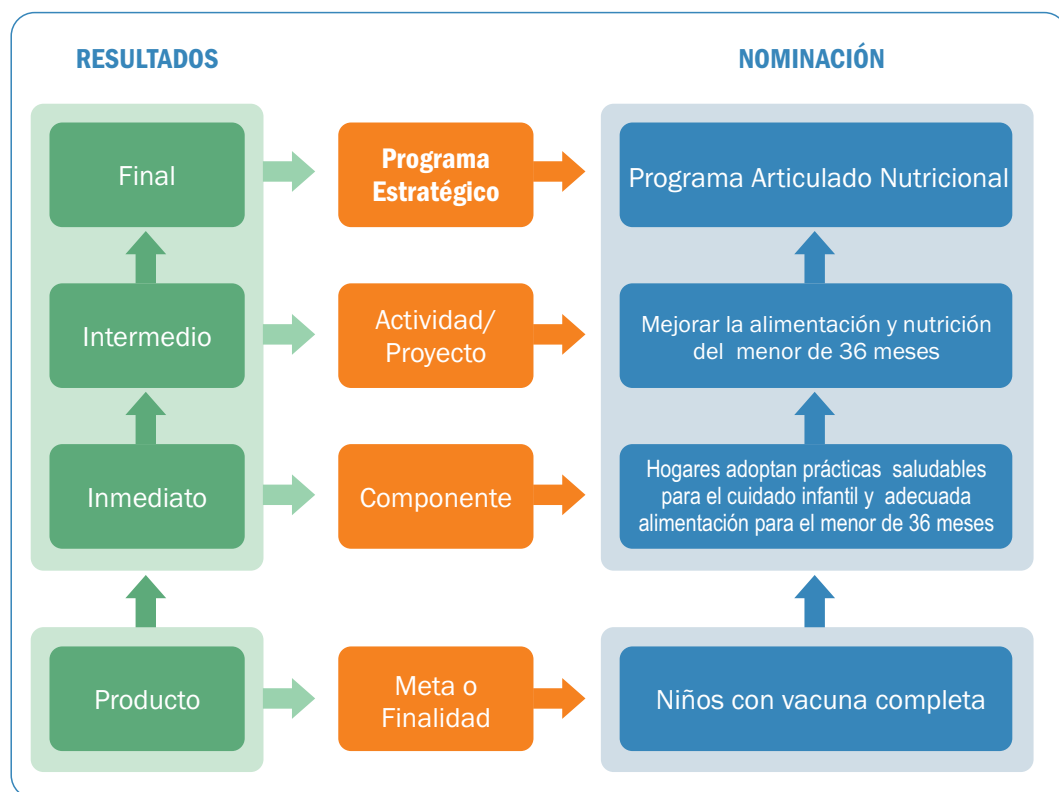 RESULTADOS
NOMINACIÓN
Final
Programa
Estratégico
Programa Articulado Nutricional
Intermedio
Actividad/
Proyecto
Mejorar la alimentación y nutrición
del menor de 36 meses
Inmediato
Componente
Hogares adoptan prácticas saludables
para el cuidado infantil y adecuada
alimentación para el menor de 36 meses
Producto
Meta o
Finalidad
Niños con vacuna completa